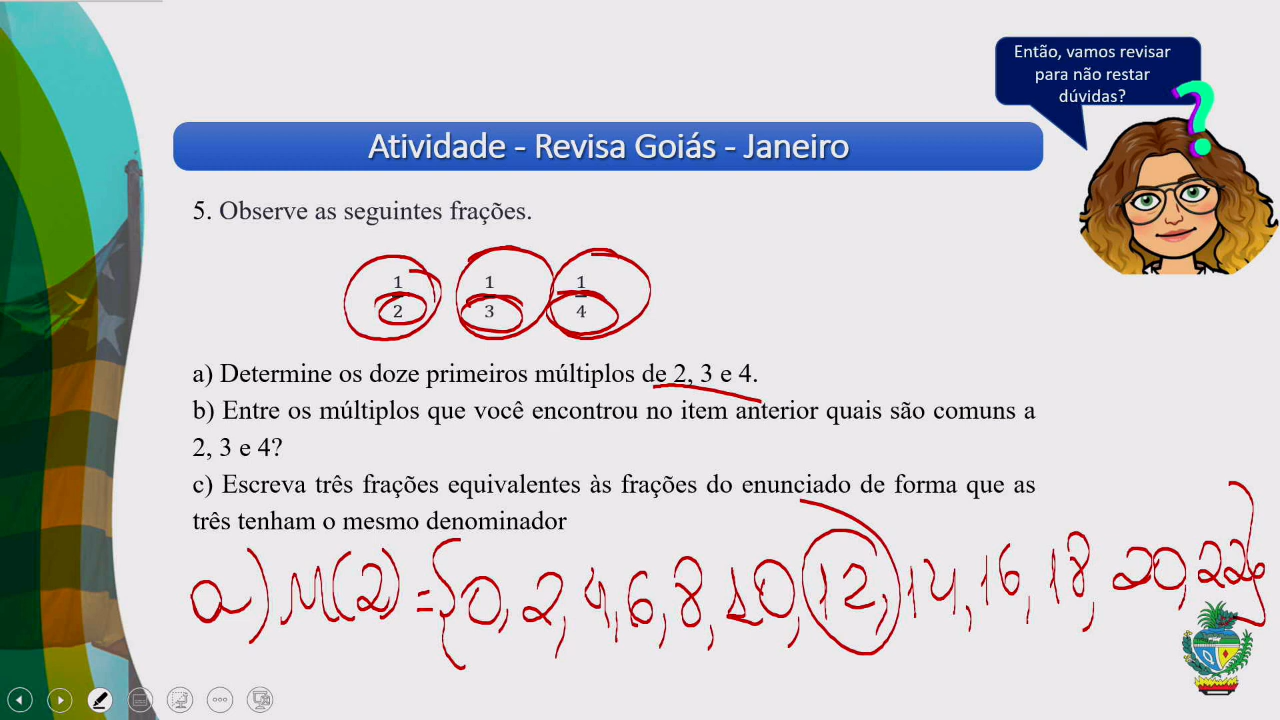 Então, vamos revisar
para não restar
dúvidas?
Atividade - Revisa Goiás - Janeiro
5. Observe as seguintes frações.
1/2 1/3 1/4
a) Determine os doze primeiros múltiplos de 2, 3 e 4.
b) Entre os múltiplos que você encontrou no item anterior quais são comuns a
2, 3 e 4?
c) Escreva três frações equivalentes às frações do enunciado de forma que as
três tenham o mesmo denominador
a) M(2) = {0, 2, 4, 6, 8, 10, 12, 14, 16, 18, 20, 22}